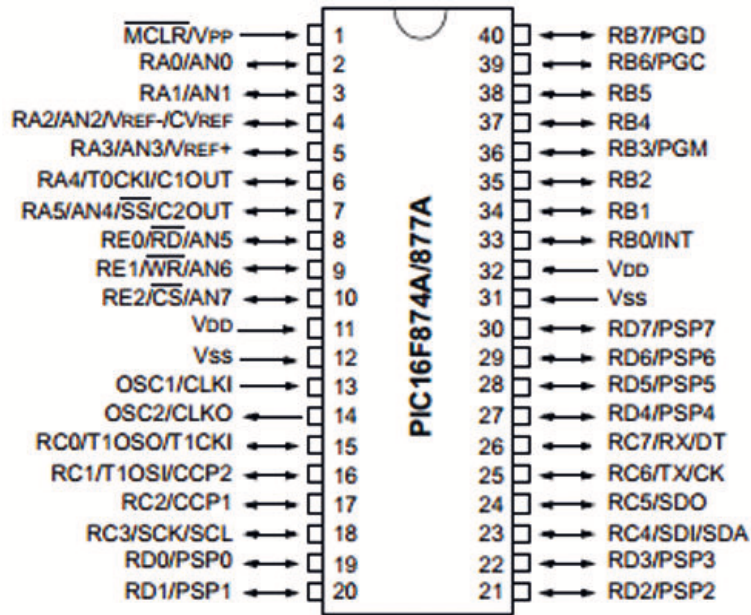 MCLR/VPP 1 40 RB7/PGD
RA0/AN0 2 39 RB6/PGC
RA1/AN1 3 38 RB5
RA2/AN2/VREF-/CVREF 4 37 RB4
RA3/AN3/VREF+ 5 36 RB3/PGM
RA4/T0CKI/C1OUT 6 35 RB2
RA5/AN4/SS/C2OUT 7 34 RB1
RE0/RD/AN5 8 33 RB0/INT
RE1/WR/AN6 9 32 VDD
RE2/CS/AN7 10 31 VSS
VDD 11 30 RD7/PSP7
VSS 12 29 RD6/PSP6
OSC1/CLKI 13 28 RD5/PSP5
OSC2/CLKO 14 27 RD4/PSP4
RC0/T1OSO/T1CKI 15 26 RC7/RX/DT
RC1/T1OSI/CCP2 16 25 RC6/TX/CK
RC2/CCP1 17 24 RC5/SDO
RC3/SCK/SCL 18 23 RC4/SDI/SDA
RD0/PSP0 19 22 RD3/PSP3
RD1/PSP1 20 21 RD2/PSP2
PIC16F874A/877A